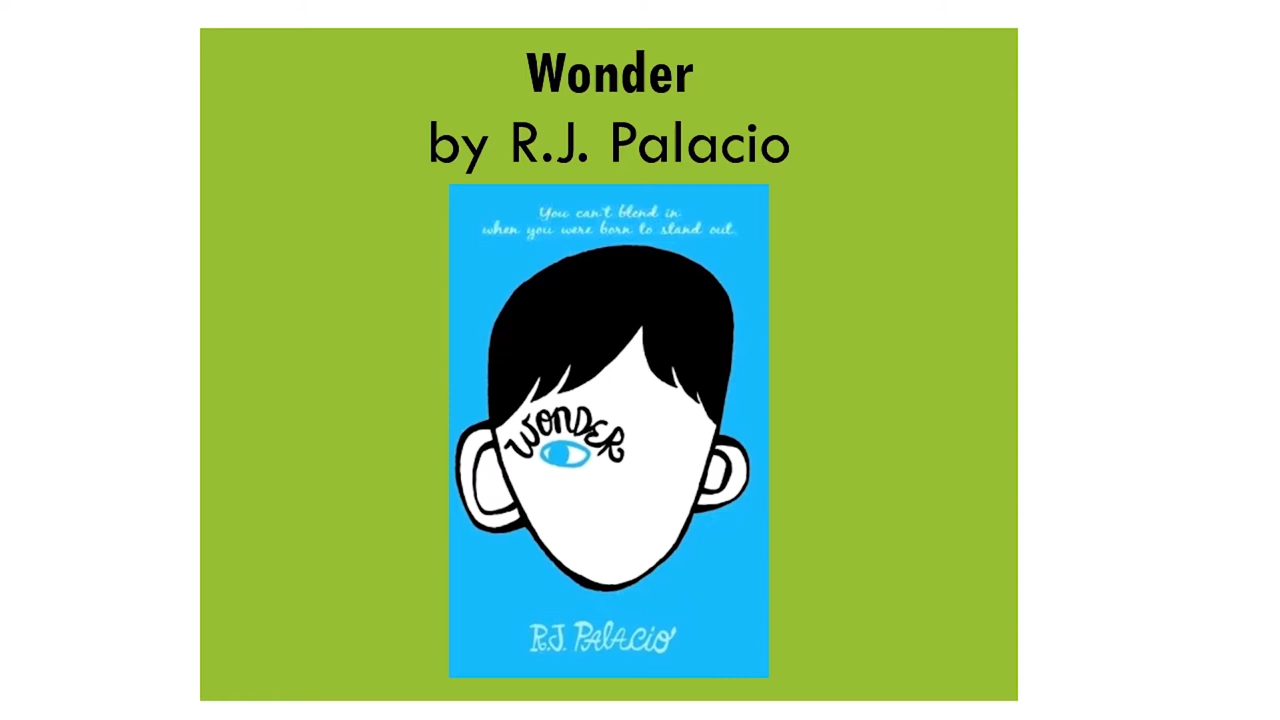 Wonder
by R.J. Palacio
You can't blend in
when you were born to stand out.
WONDER
R.J. PALACIO